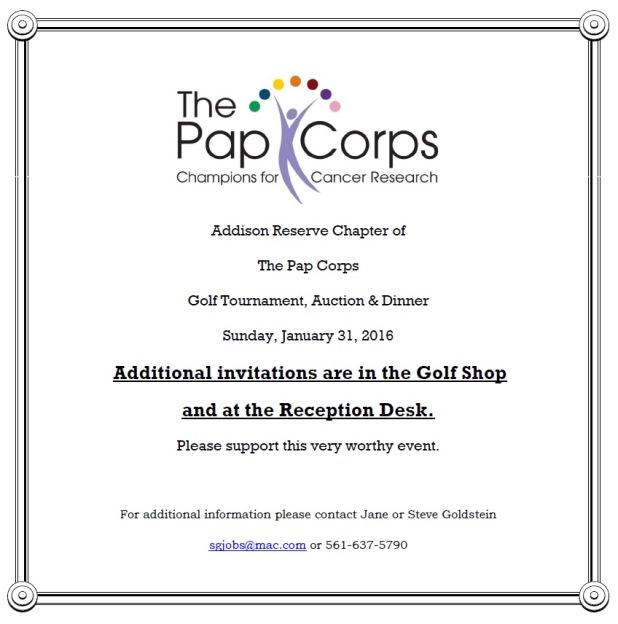 The
Pap Corps
Champions for Cancer Research
Addison Reserve Chapter of
The Pap Corps
Golf Tournament, Auction & Dinner
Sunday, January 31, 2016
Additional invitations are in the Golf Shop
and at the Reception Desk.
Please support this very worthy event.
For additional information please contact Jane or Steve Goldstein
sgjobs@mac.com or 561-637-5790